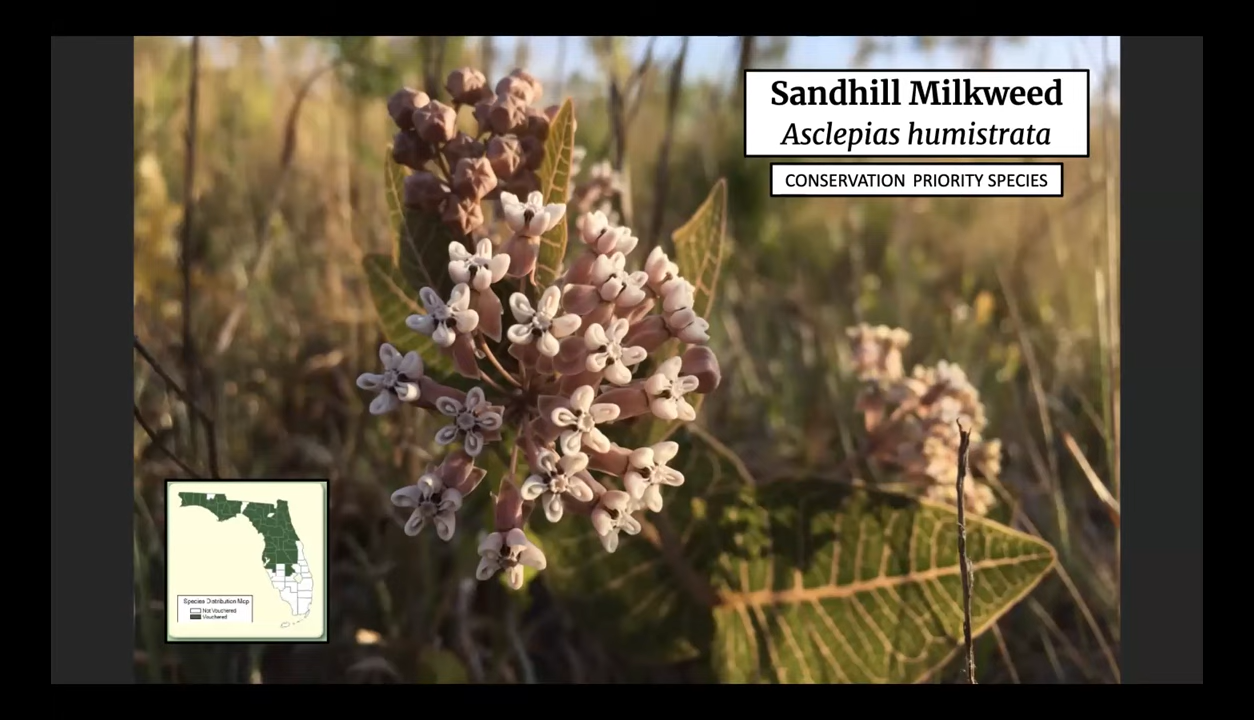 Sandhill Milkweed
Asclepias humistrata
CONSERVATION PRIORITY SPECIES
Species Distribution Map
Not Vouchered
Vouchered